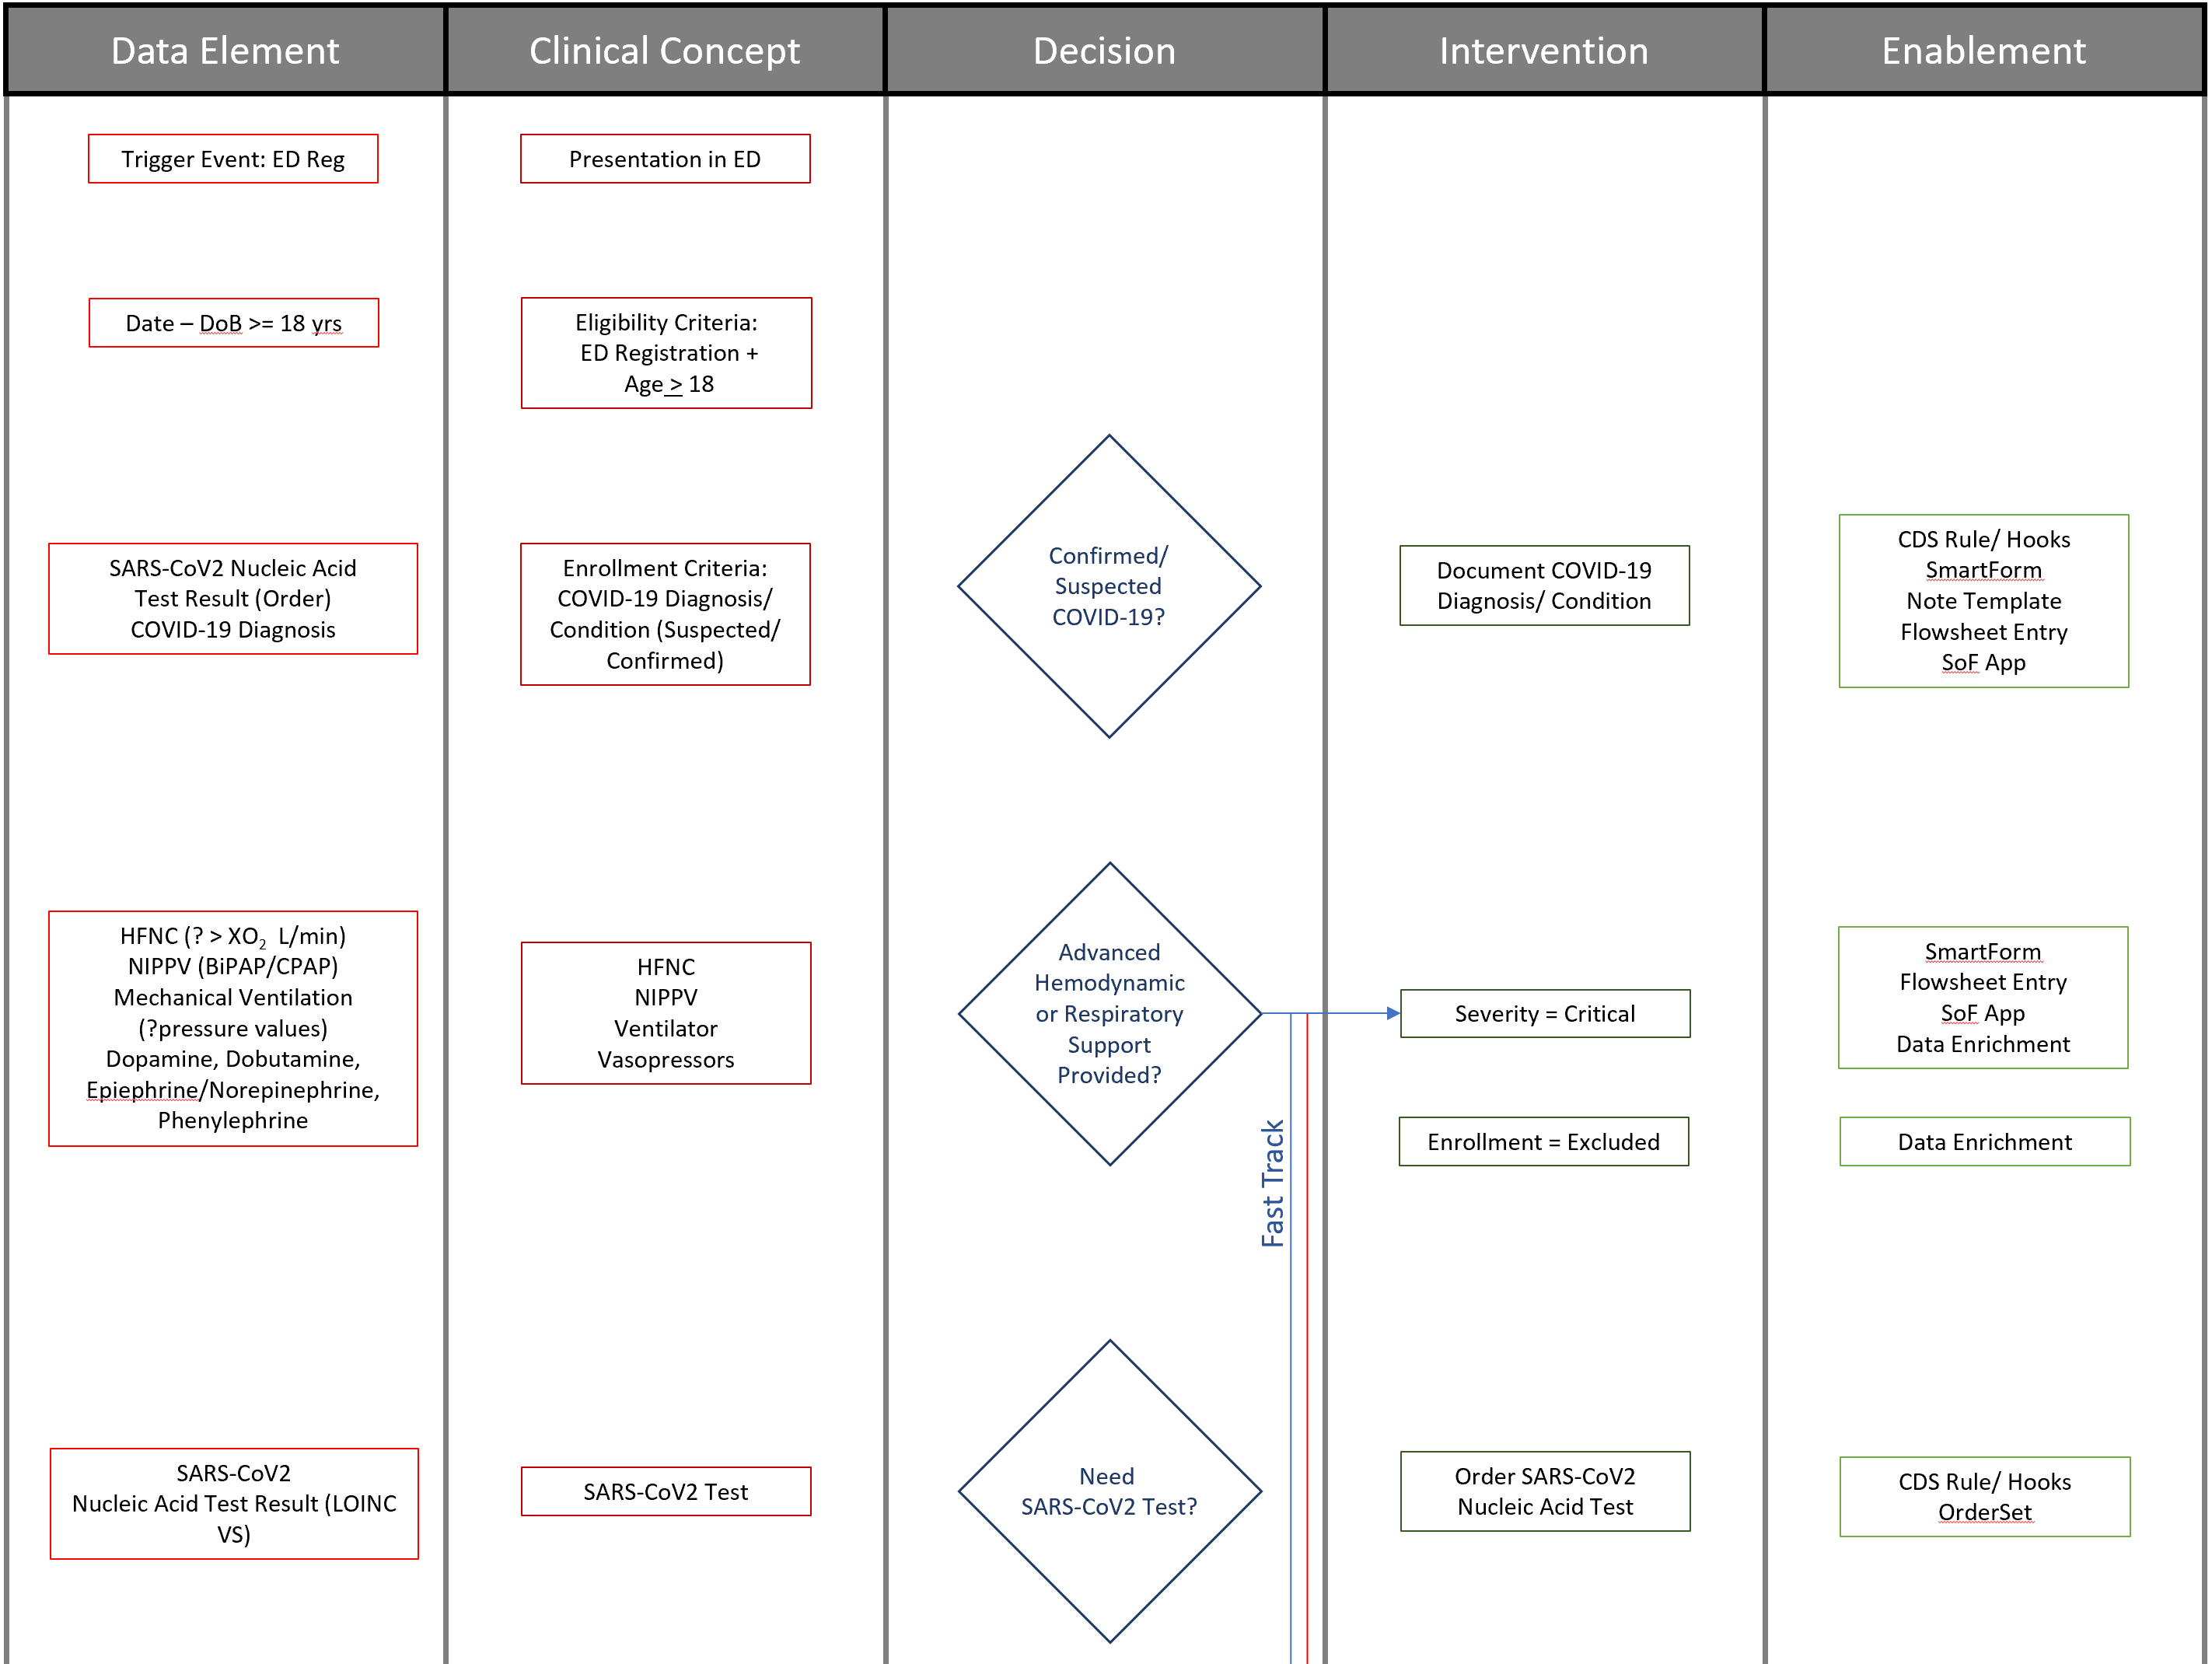 Data Element
Clinical Concept
Decision
Intervention
Enablement
Trigger Event: ED Reg
Presentation in ED
Date – DoB >= 18 yrs
Eligibility Criteria:
ED Registration +
Age > 18
SARS-CoV2 Nucleic Acid
Test Result (Order)
COVID-19 Diagnosis
Enrollment Criteria:
COVID-19 Diagnosis/
Condition (Suspected/
Confirmed)
Confirmed/
Suspected
COVID-19?
Document COVID-19
Diagnosis/ Condition
CDS Rule/ Hooks
SmartForm
Note Template
Flowsheet Entry
SoF App
HFNC (? > XO₂ L/min)
NIPPV (BiPAP/CPAP)
Mechanical Ventilation
(?pressure values)
Dopamine, Dobutamine,
Epiephrine/Norepinephrine,
Phenylephrine
HFNC
NIPPV
Ventilator
Vasopressors
Advanced
Hemodynamic
or Respiratory
Support
Provided?
Severity = Critical
SmartForm
Flowsheet Entry
SoF App
Data Enrichment
Enrollment = Excluded
Data Enrichment
Fast Track
SARS-CoV2
Nucleic Acid Test Result (LOINC
VS)
SARS-CoV2 Test
Need
SARS-CoV2 Test?
Order SARS-CoV2
Nucleic Acid Test
CDS Rule/ Hooks
OrderSet